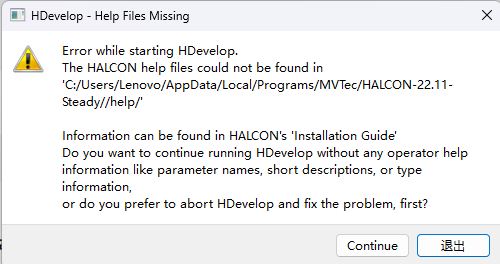 HDevelop - Help Files Missing
Error while starting HDevelop.
The HALCON help files could not be found in
'C:/Users/Lenovo/AppData/Local/Programs/MVTec/HALCON-22.11-
Steady//help/'
Information can be found in HALCON's 'Installation Guide'
Do you want to continue running HDevelop without any operator help
information like parameter names, short descriptions, or type
information,
or do you prefer to abort HDevelop and fix the problem, first?
Continue
退出